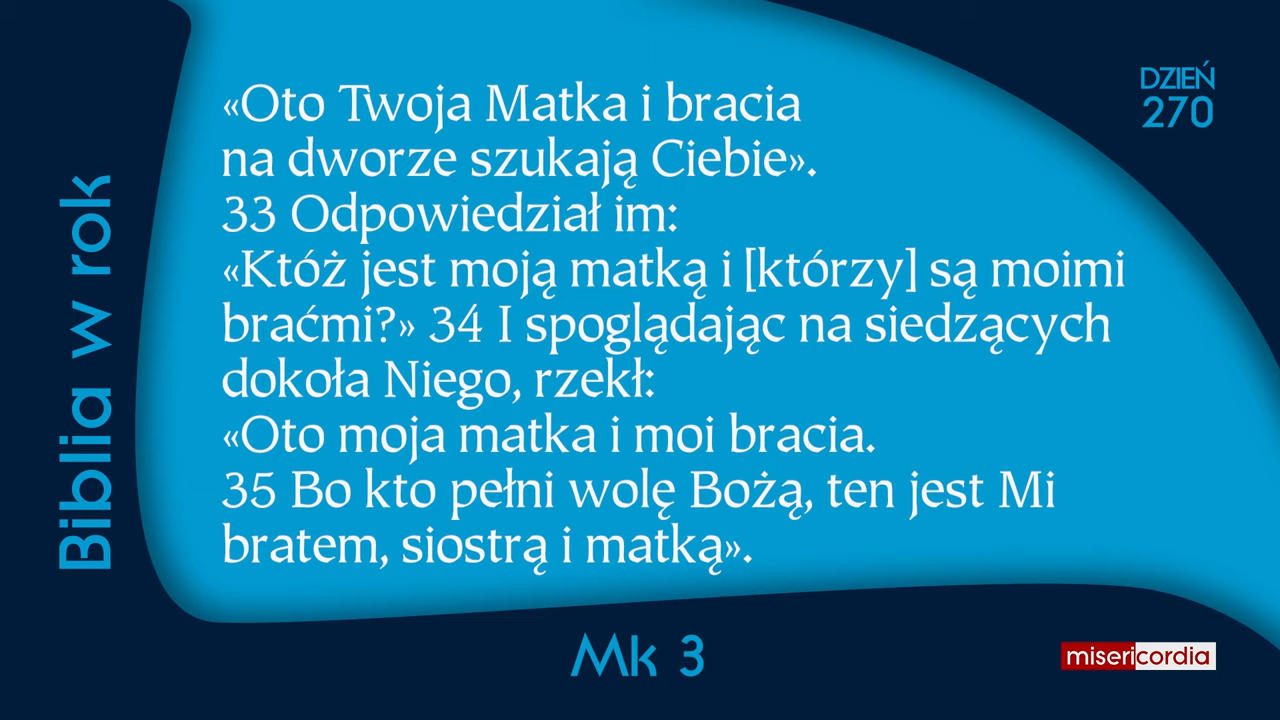 «Oto Twoja Matka i bracia
na dworze szukają Ciebie».
33 Odpowiedział im:
«Któż jest moją matką i [którzy] są moimi
braćmi?» 34 I spoglądając na siedzących
dokoła Niego, rzekł:
«Oto moja matka i moi bracia.
35 Bo kto pełni wolę Bożą, ten jest Mi
bratem, siostrą i matką».
DZIEŃ
270
Biblia w rok
Mk 3
misericordia